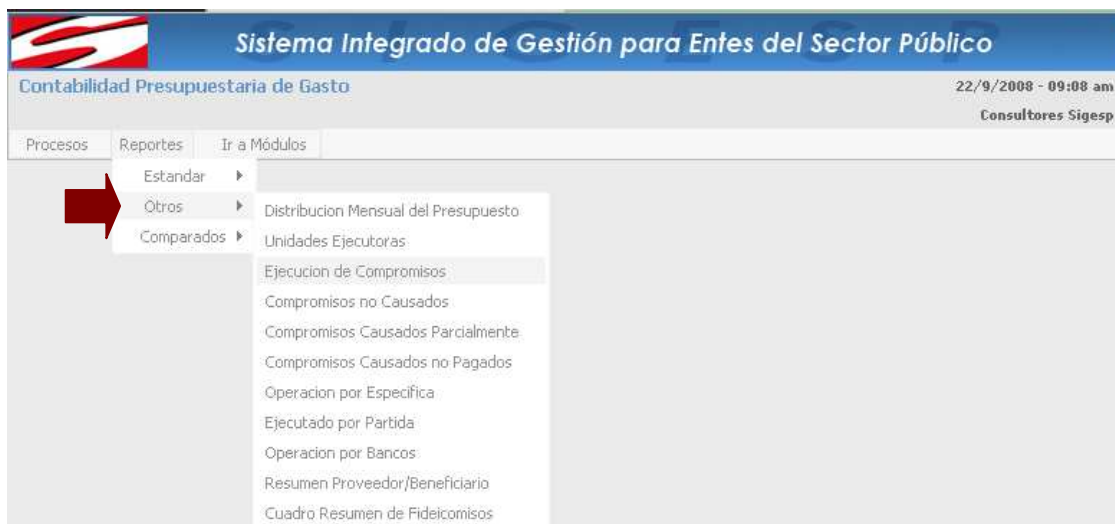 Sistema Integrado de Gestión para Entes del Sector Público
Contabilidad Presupuestaria de Gasto
22/9/2008 - 09:08 am
Consultores Sigesp
Procesos Reportes Ir a Módulos
Estandar
Otros
Comparados
Distribucion Mensual del Presupuesto
Unidades Ejecutoras
Ejecucion de Compromisos
Compromisos no Causados
Compromisos Causados Parcialmente
Compromisos Causados no Pagados
Operacion por Especifica
Ejecutado por Partida
Operacion por Bancos
Resumen Proveedor/Beneficiario
Cuadro Resumen de Fideicomisos